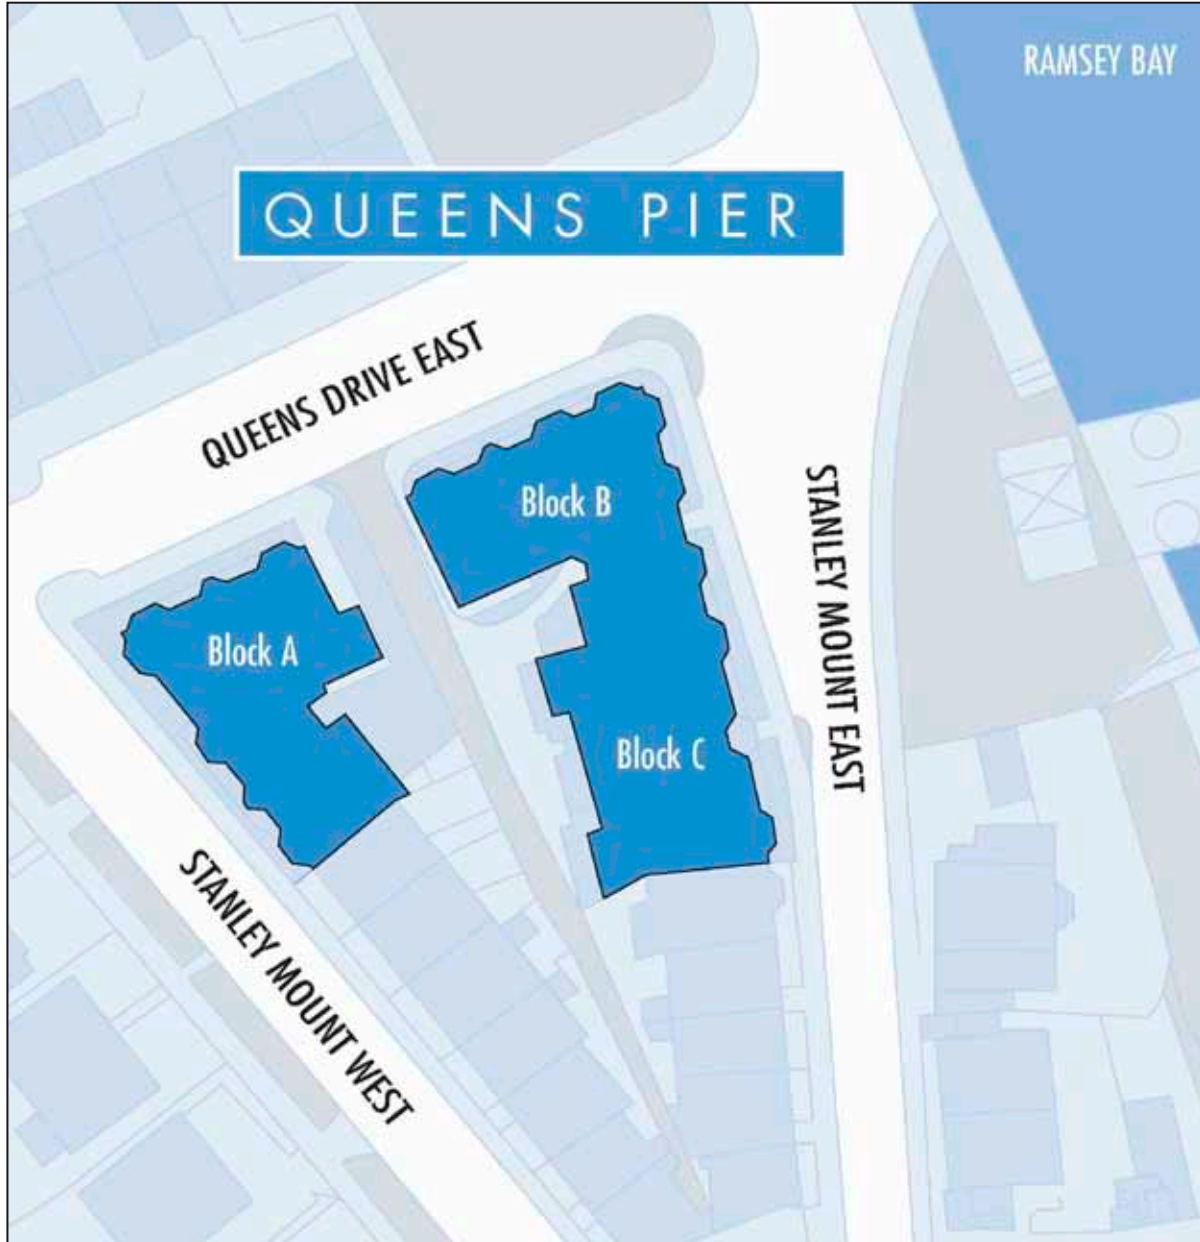 RAMSEY BAY
QUEENS PIER
QUEENS DRIVE EAST
Block B
STANLEY MOUNT EAST
Block A
Block C
STANLEY MOUNT WEST